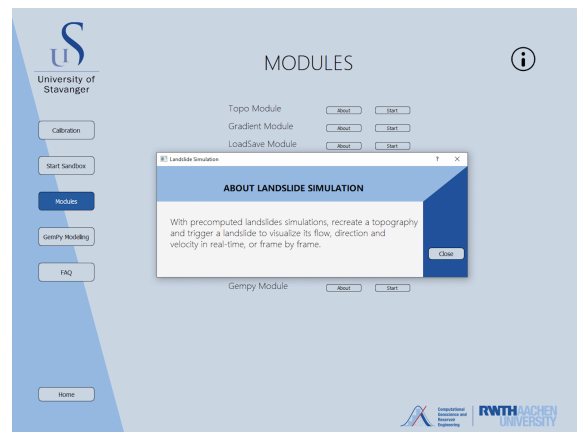 US
University of
Stavanger
MODULES
i
Calibration
Start Sandbox
Modules
GemPy Modeling
FAQ
Home
Topo Module About Start
Gradient Module About Start
LoadSave Module About Start
Landslide Simulation ? ×
ABOUT LANDSLIDE SIMULATION
With precomputed landslides simulations, recreate a topography
and trigger a landslide to visualize its flow, direction and
velocity in real-time, or frame by frame.
Close
Gempy Module About Start
Computational
Geoscience and
Reservoir
Engineering
RWTHAACHEN
UNIVERSITY